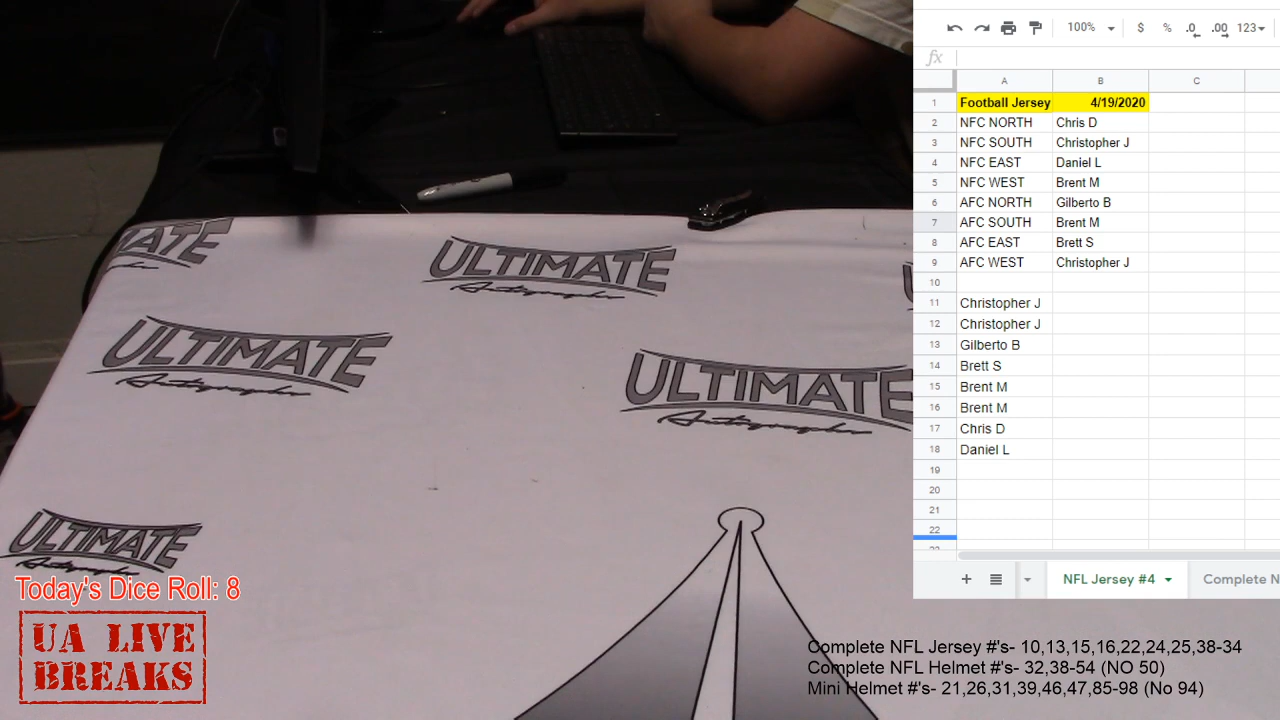 100%
$ % .0 .00 123
fx
A B C
1 Football Jersey 4/19/2020
2 NFC NORTH Chris D
3 NFC SOUTH Christopher J
4 NFC EAST Daniel L
5 NFC WEST Brent M
6 AFC NORTH Gilberto B
7 AFC SOUTH Brent M
8 AFC EAST Brett S
9 AFC WEST Christopher J
10
11 Christopher J
12 Christopher J
13 Gilberto B
14 Brett S
15 Brent M
16 Brent M
17 Chris D
18 Daniel L
19
20
21
22
NFL Jersey #4 Complete N
ULTIMATE
Autographs
ULTIMATE
Autographs
ULTIMATE
Autographs
ULTIMATE
Autographs
Today's Dice Roll: 8
UA LIVE
BREAKS
Complete NFL Jersey #'s- 10,13,15,16,22,24,25,38-34
Complete NFL Helmet #'s- 32,38-54 (NO 50)
Mini Helmet #'s- 21,26,31,39,46,47,85-98 (No 94)